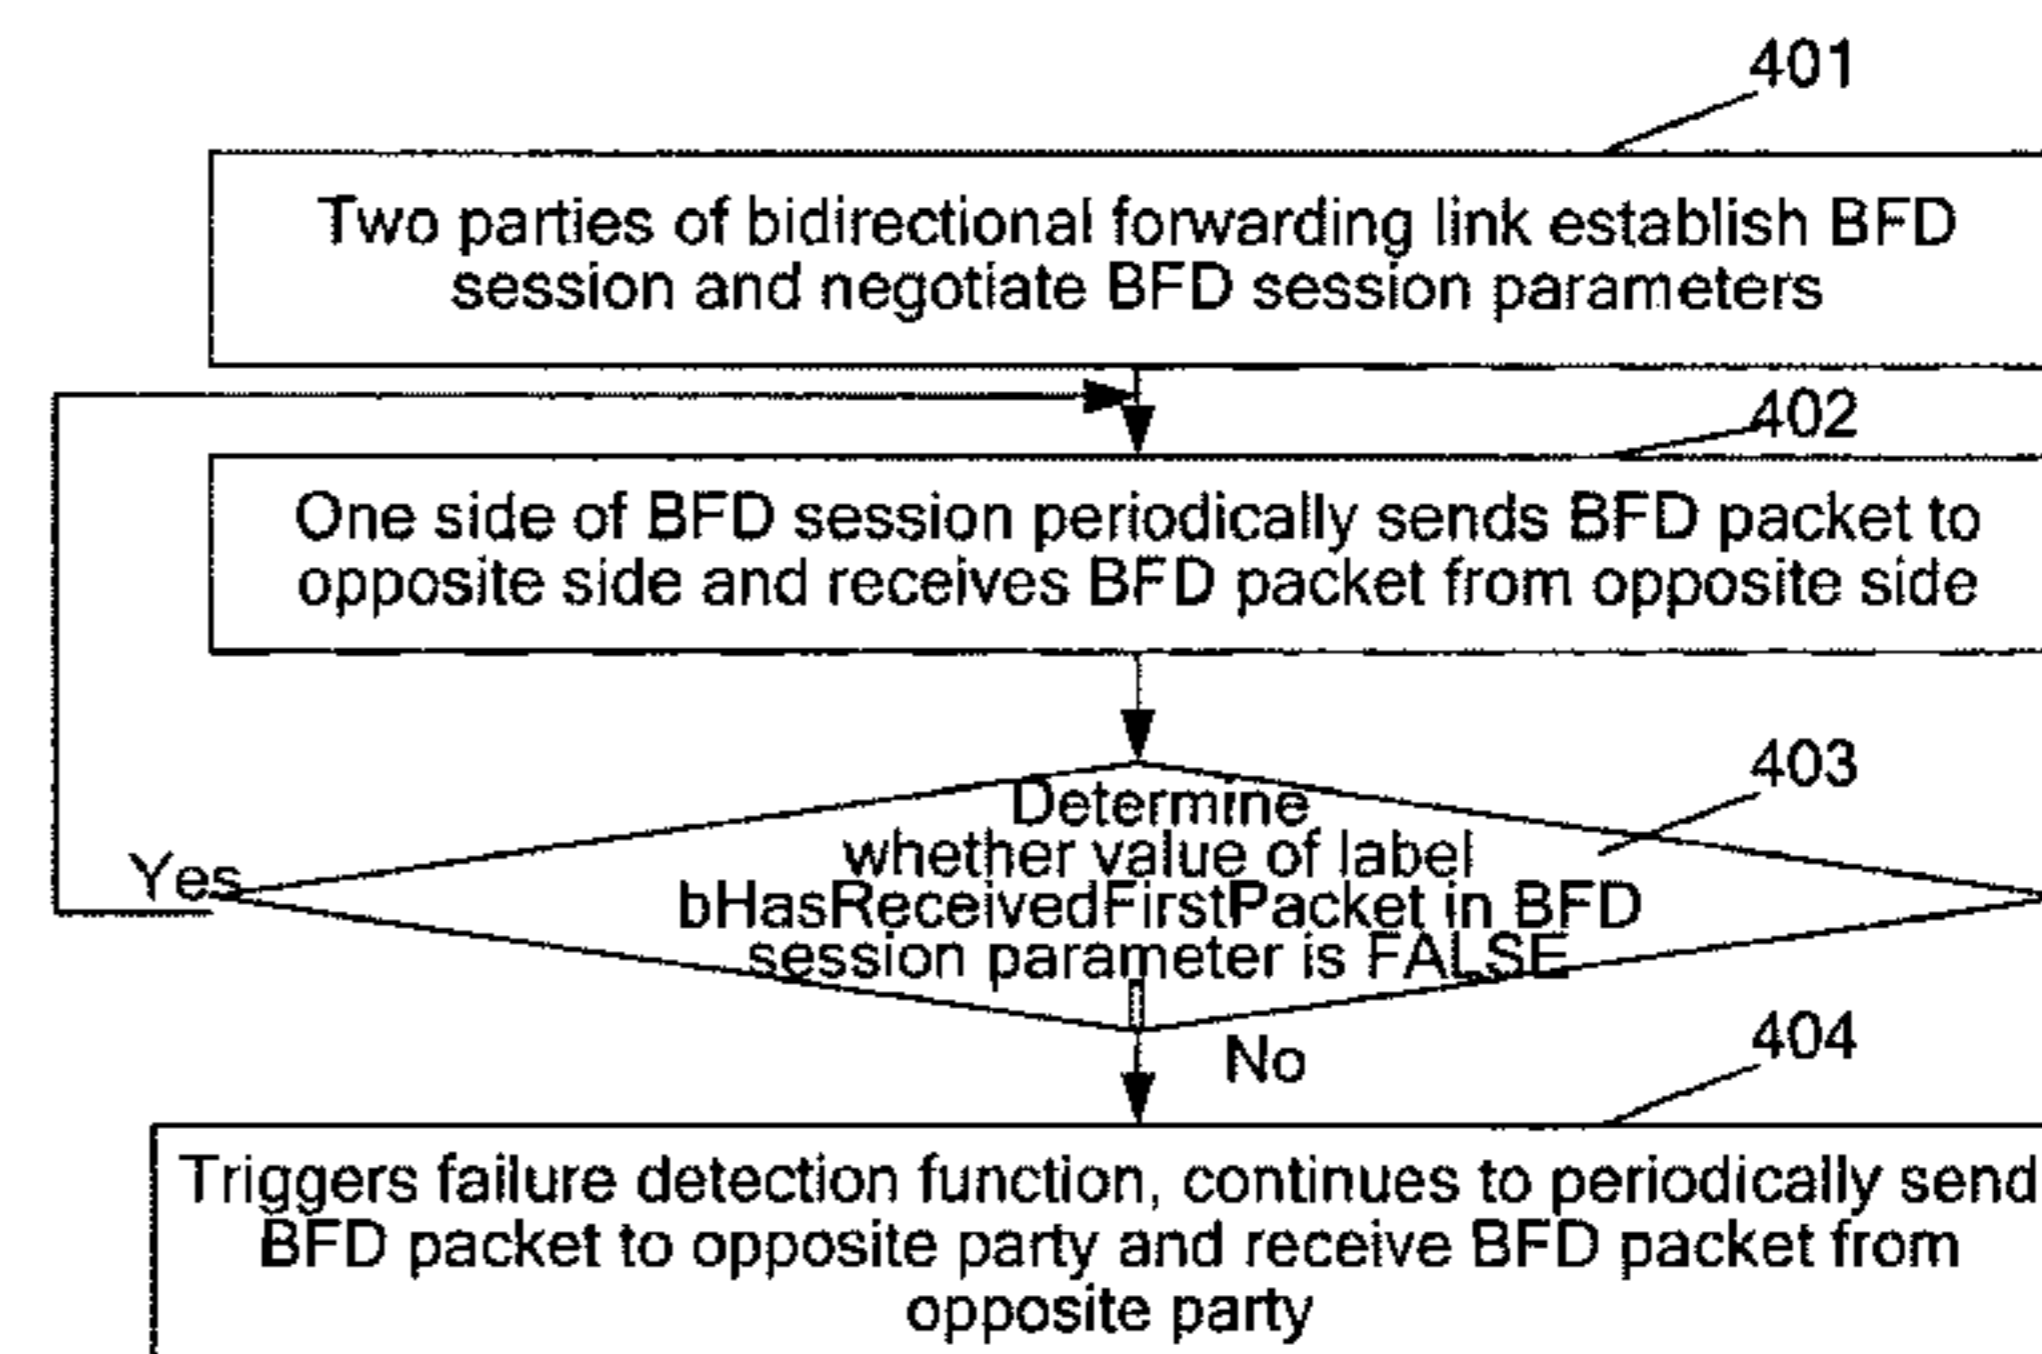 401
Two parties of bidirectional forwarding link establish BFD
session and negotiate BFD session parameters
402
One side of BFD session periodically sends BFD packet to
opposite side and receives BFD packet from opposite side
403
Determine
whether value of label
bHasReceivedFirstPacket in BFD
session parameter is FALSE
Yes
No
404
Triggers failure detection function, continues to periodically send
BFD packet to opposite party and receive BFD packet from
opposite party